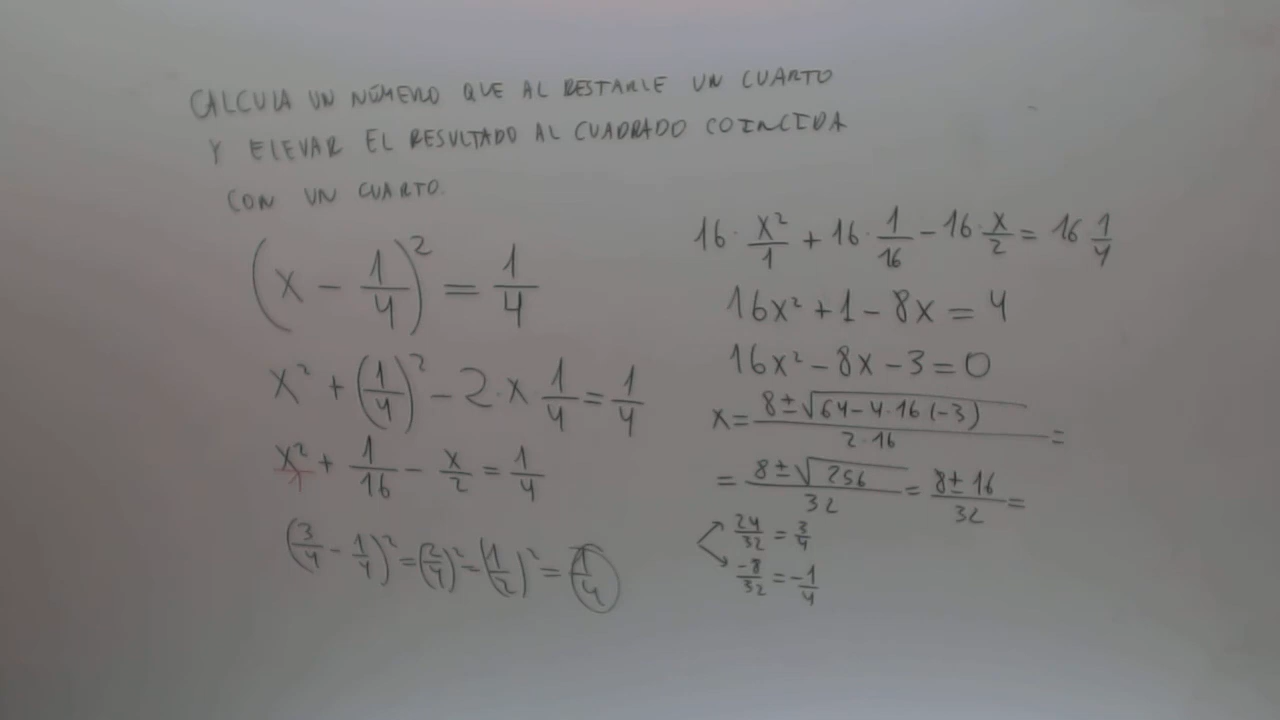 CALCULA UN NÚMERO QUE AL RESTARLE UN CUARTO
Y ELEVAR EL RESULTADO AL CUADRADO COINCIDA
CON UN CUARTO.
(x - 1/4)² = 1/4
x² + (1/4)² - 2·x 1/4 = 1/4
x²/1 + 1/16 - x/2 = 1/4
(3/4 - 1/4)² = (2/4)² = (1/2)² = 1/4
16· x²/1 + 16· 1/16 - 16· x/2 = 16 1/4
16x² + 1 - 8x = 4
16x² - 8x - 3 = 0
x = (8 ± √(64 - 4·16(-3)))/(2·16) =
= (8 ± √256)/32 = (8 ± 16)/32 =
24/32 = 3/4
-8/32 = -1/4